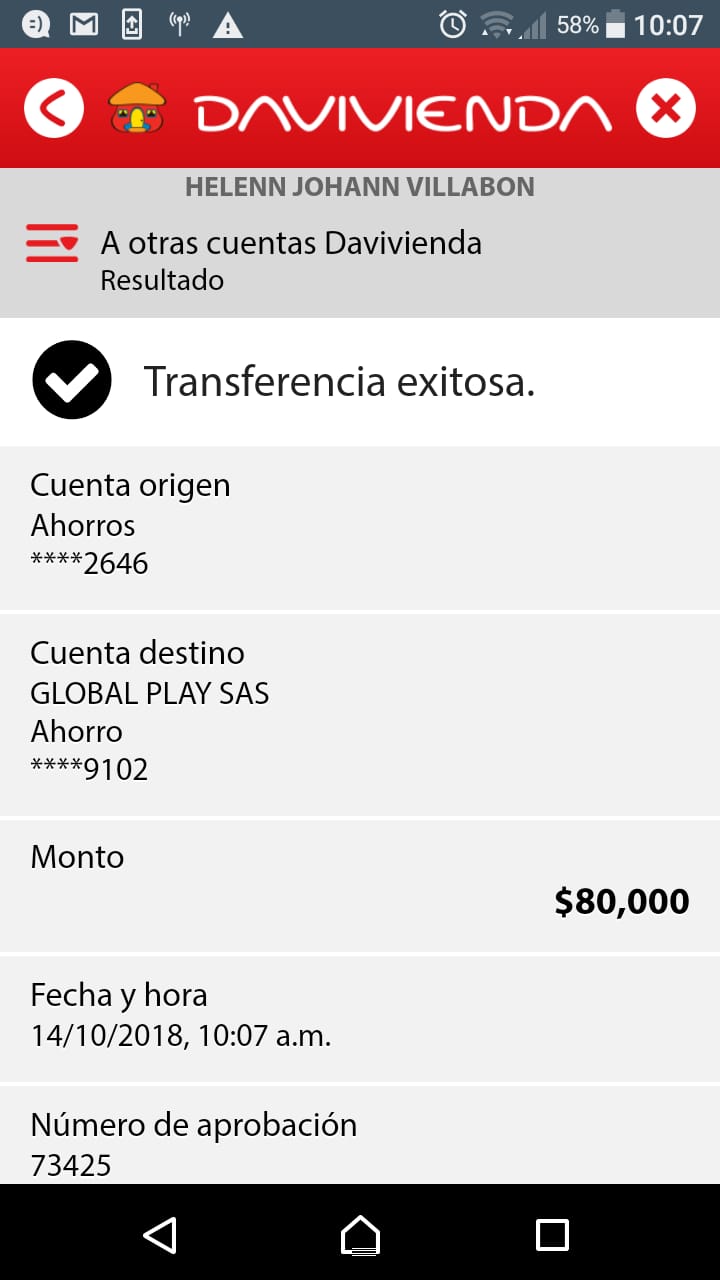 58% 10:07
DAVIVIENDA
HELENN JOHANN VILLABON
A otras cuentas Davivienda
Resultado
Transferencia exitosa.
Cuenta origen
Ahorros
****2646
Cuenta destino
GLOBAL PLAY SAS
Ahorro
****9102
Monto
$80,000
Fecha y hora
14/10/2018, 10:07 a.m.
Número de aprobación
73425